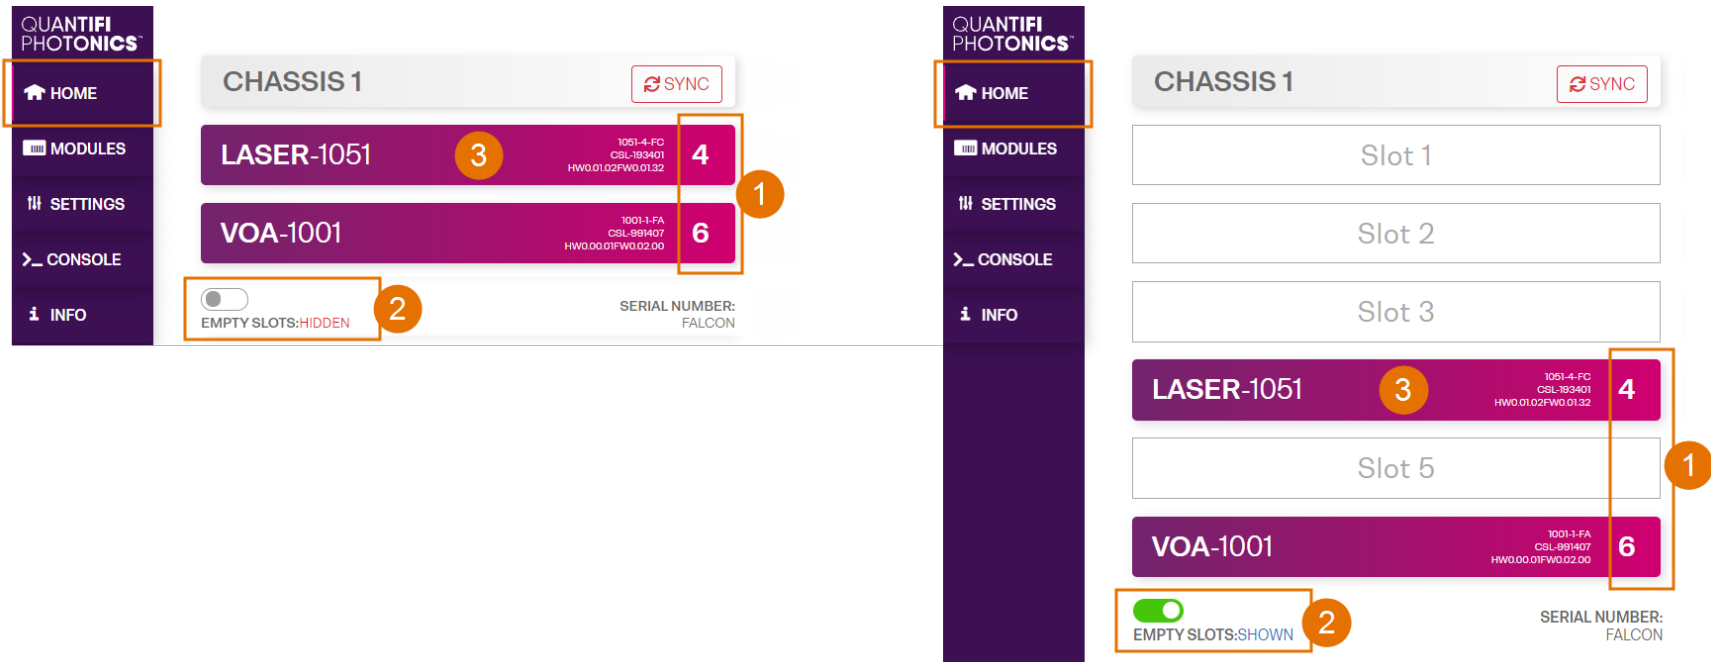 QUANTIFI
PHOTONICS™
HOME
MODULES
SETTINGS
CONSOLE
INFO
CHASSIS 1
SYNC
LASER-1051
3
1051-4-FC
CSL-193401
HW0.01.02FW0.01.32
4
1
VOA-1001
1001-1-FA
CSL-991407
HW0.00.01FW0.02.00
6
EMPTY SLOTS:HIDDEN
2
SERIAL NUMBER:
FALCON
QUANTIFI
PHOTONICS™
HOME
MODULES
SETTINGS
CONSOLE
INFO
CHASSIS 1
SYNC
Slot 1
Slot 2
Slot 3
LASER-1051
3
1051-4-FC
CSL-193401
HW0.01.02FW0.01.32
4
Slot 5
1
VOA-1001
1001-1-FA
CSL-991407
HW0.00.01FW0.02.00
6
EMPTY SLOTS:SHOWN
2
SERIAL NUMBER:
FALCON